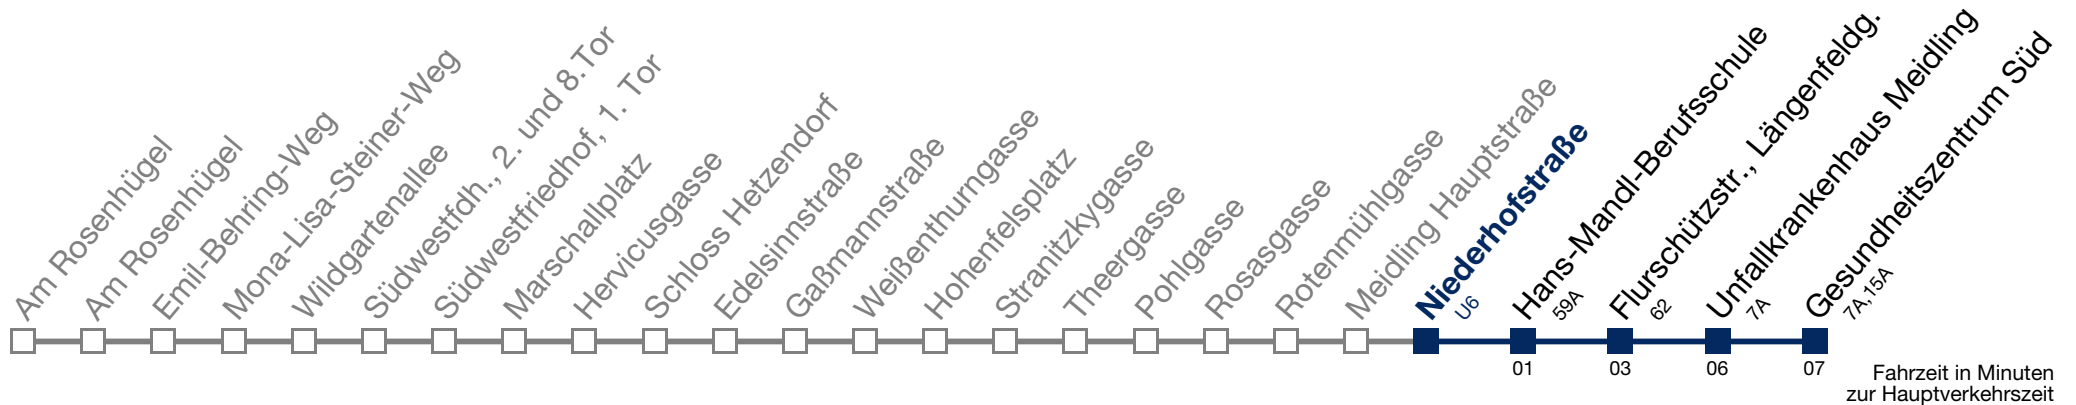 Am Rosenhügel
Am Rosenhügel
Emil-Behring-Weg
Mona-Lisa-Steiner-Weg
Wildgartenallee
Südwestfdh., 2. und 8.Tor
Südwestfriedhof, 1. Tor
Marschallplatz
Hervicusgasse
Schloss Hetzendorf
Edelsinnstraße
Gaßmannstraße
Weißenthurngasse
Hohenfelsplatz
Stranitzkygasse
Theergasse
Pohlgasse
Rosasgasse
Rotenmühlgasse
Meidling Hauptstraße
Niederhofstraße
U6
Hans-Mandl-Berufsschule
59A
Flurschützstr., Längenfeldg.
62
Unfallkrankenhaus Meidling
7A
Gesundheitszentrum Süd
7A,15A
01
03
06
07
Fahrzeit in Minuten
zur Hauptverkehrszeit